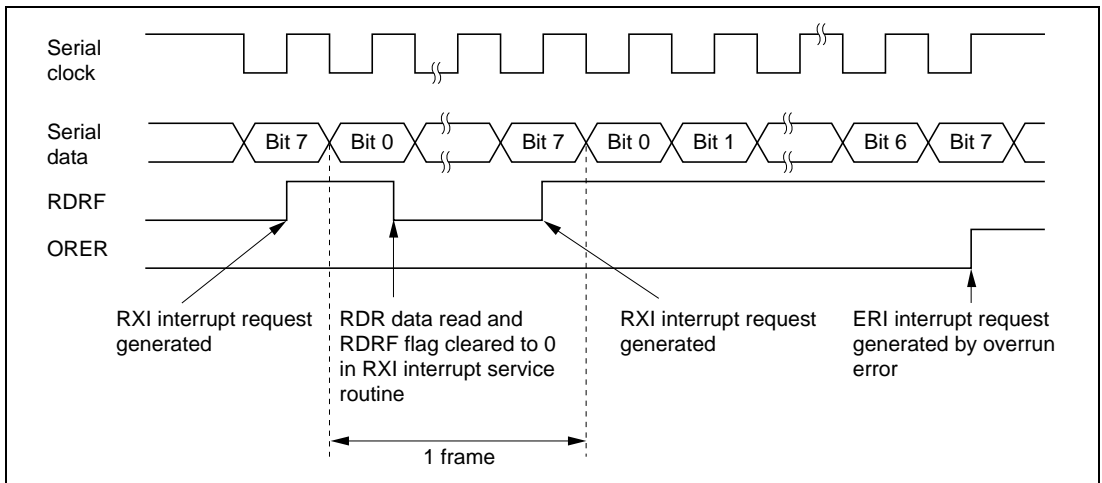 Serial
clock
Serial
data
Bit 7
Bit 0
Bit 7
Bit 0
Bit 1
Bit 6
Bit 7
RDRF
ORER
RXI interrupt request
generated
RDR data read and
RDRF flag cleared to 0
in RXI interrupt service
routine
RXI interrupt request
generated
ERI interrupt request
generated by overrun
error
1 frame